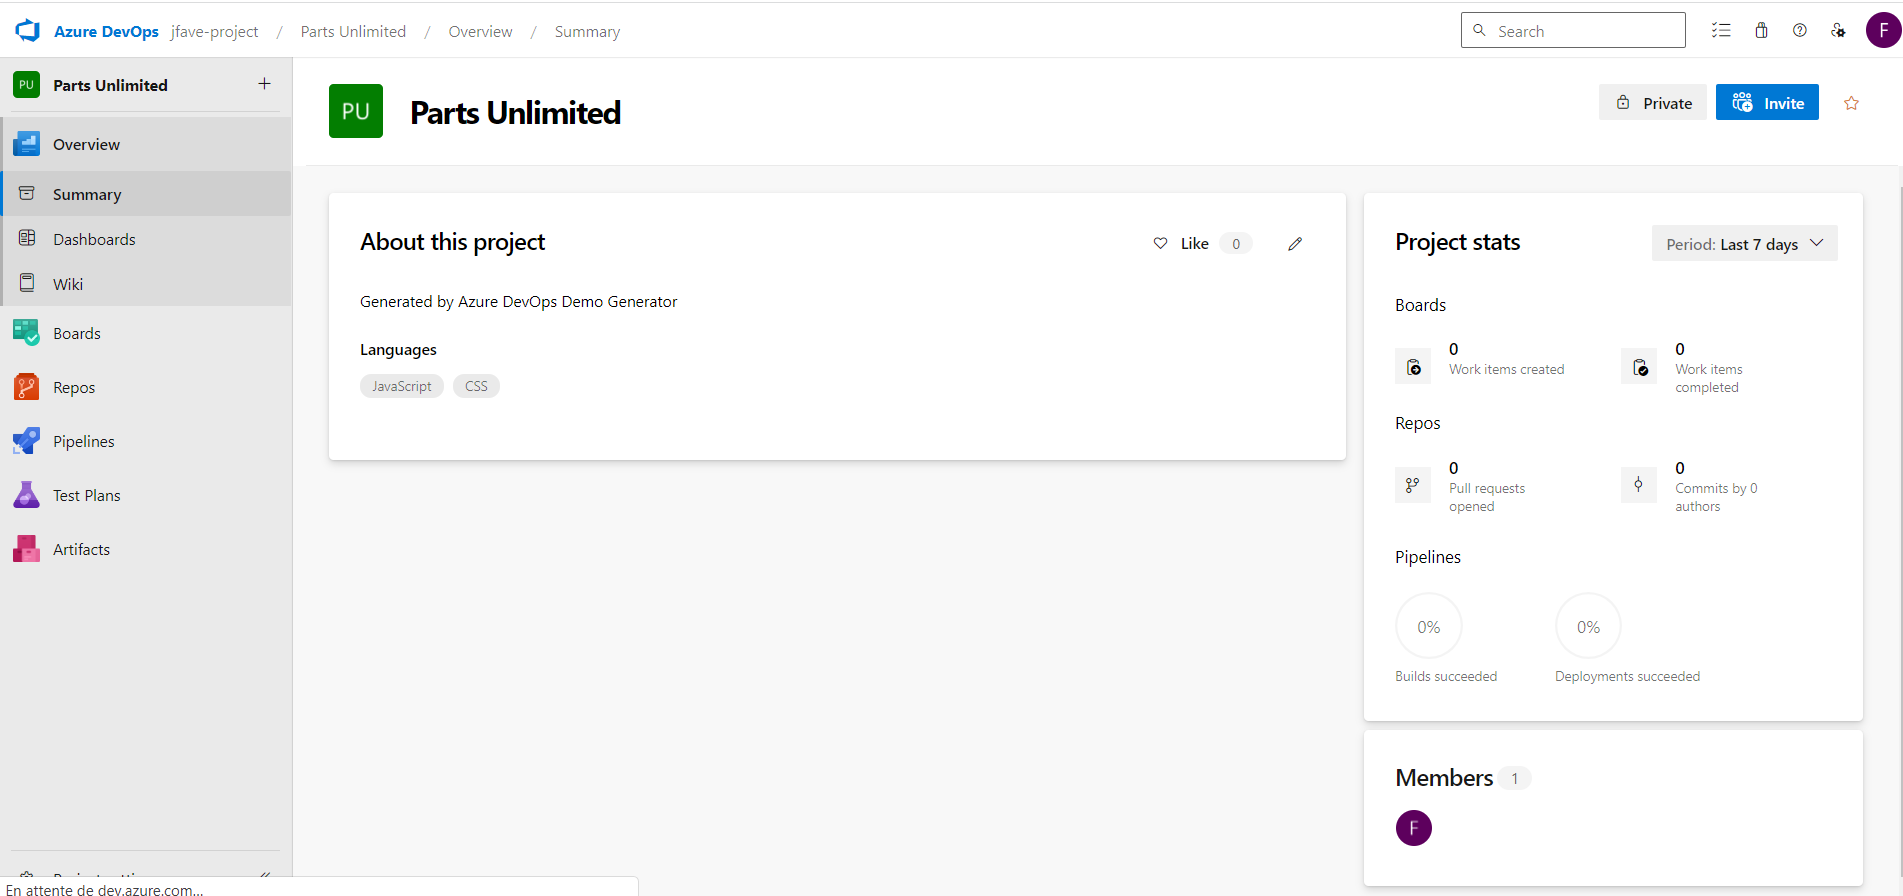 Azure DevOps jfave-project / Parts Unlimited / Overview / Summary
Search
F
PU Parts Unlimited
Overview
Summary
Dashboards
Wiki
Boards
Repos
Pipelines
Test Plans
Artifacts
En attente de dev.azure.com...
PU Parts Unlimited
Private
Invite
About this project
Like 0
Generated by Azure DevOps Demo Generator
Languages
JavaScript CSS
Project stats
Period: Last 7 days
Boards
0
Work items created
0
Work items
completed
Repos
0
Pull requests
opened
0
Commits by 0
authors
Pipelines
0%
Builds succeeded
0%
Deployments succeeded
Members 1
F